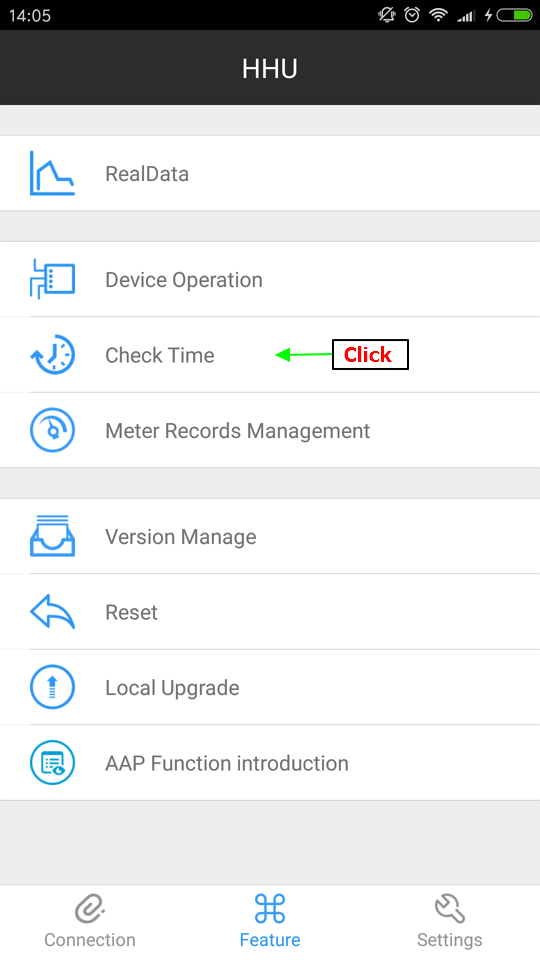 14:05
HHU
RealData
Device Operation
Check Time
Click
Meter Records Management
Version Manage
Reset
Local Upgrade
AAP Function introduction
Connection
Feature
Settings